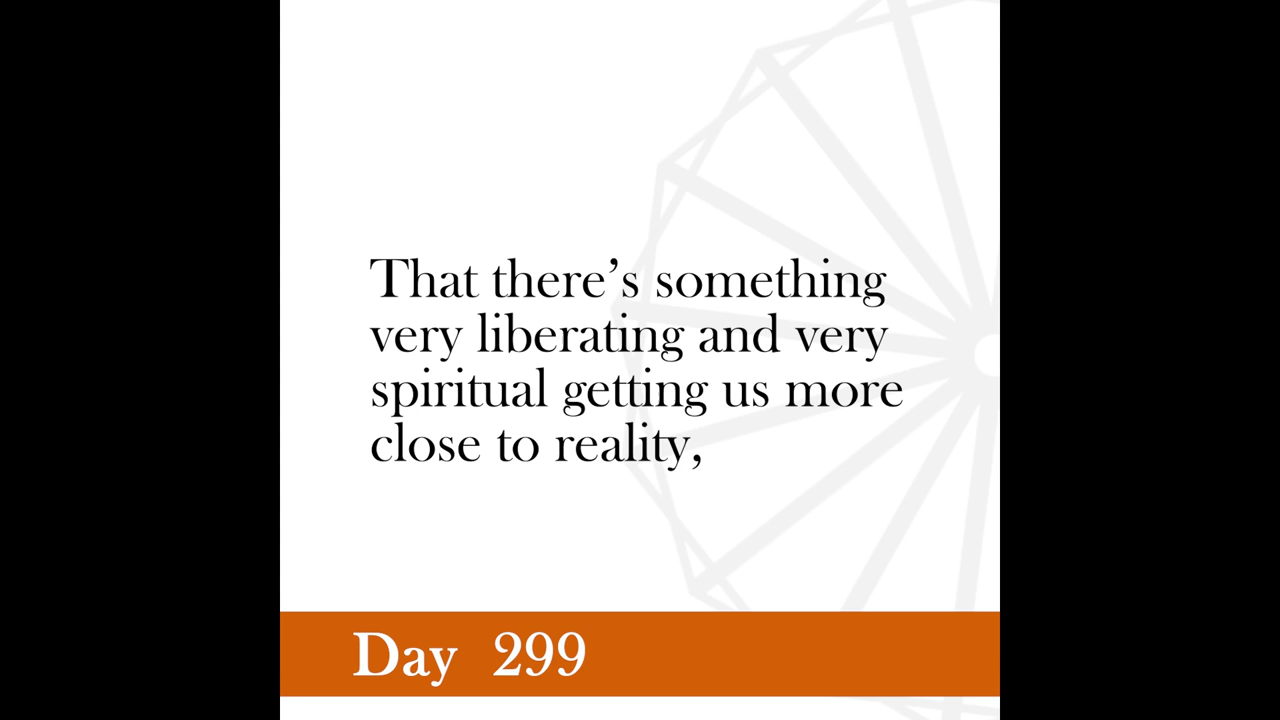 That there’s something
very liberating and very
spiritual getting us more
close to reality,
Day 299